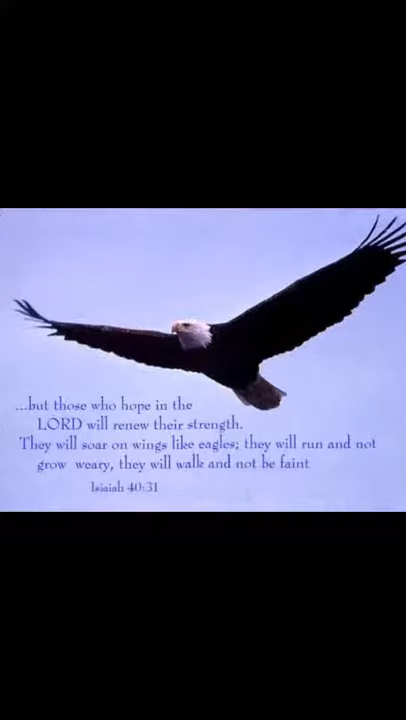 ...but those who hope in the
LORD will renew their strength.
They will soar on wings like eagles; they will run and not
grow weary, they will walk and not be faint
Isiaiah 40:31